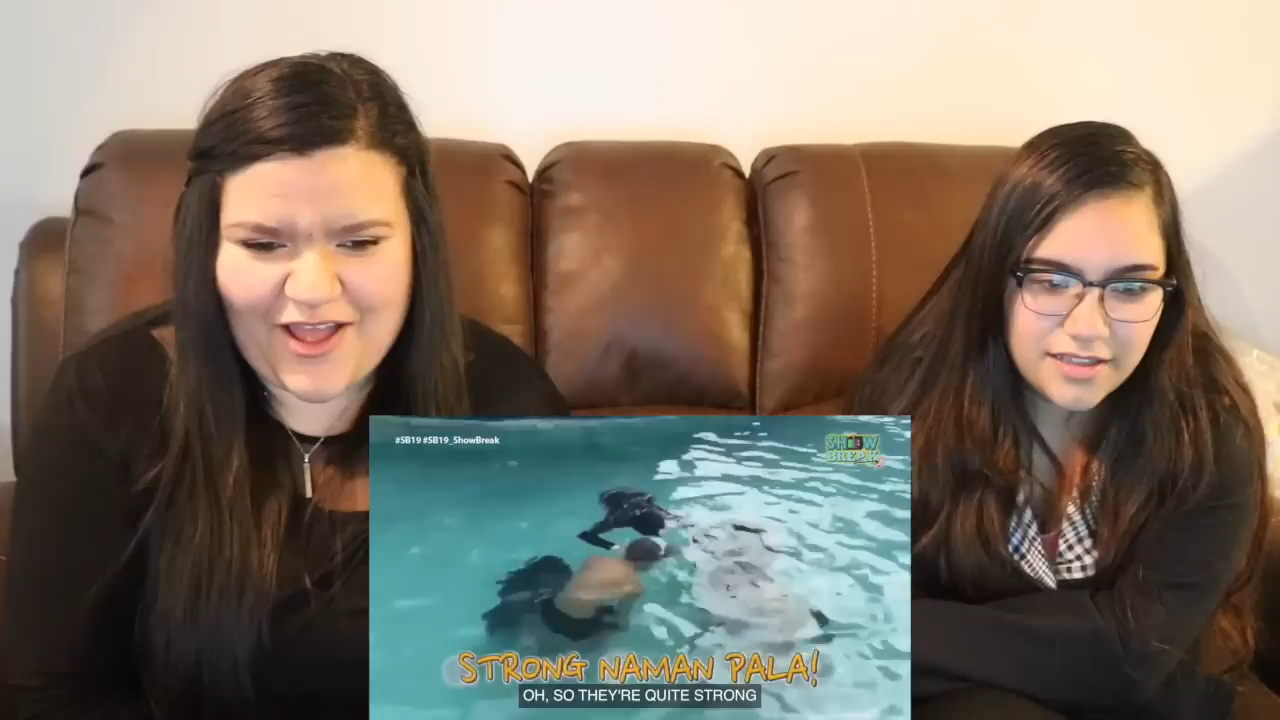 #SB19 #SB19_ShowBreak
SHOW
BREAK
STRONG NAMAN PALA!
OH, SO THEY'RE QUITE STRONG